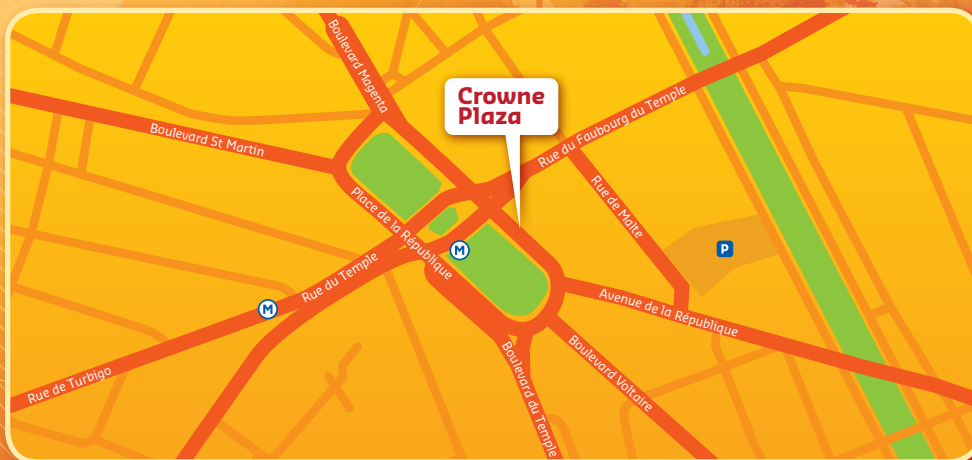 Boulevard Magenta
Crowne
Plaza
Rue du Faubourg du Temple
Boulevard St Martin
Rue de Malte
Place de la République
M
P
Rue du Temple
M
Avenue de la République
Rue de Turbigo
Boulevard du Temple
Boulevard Voltaire